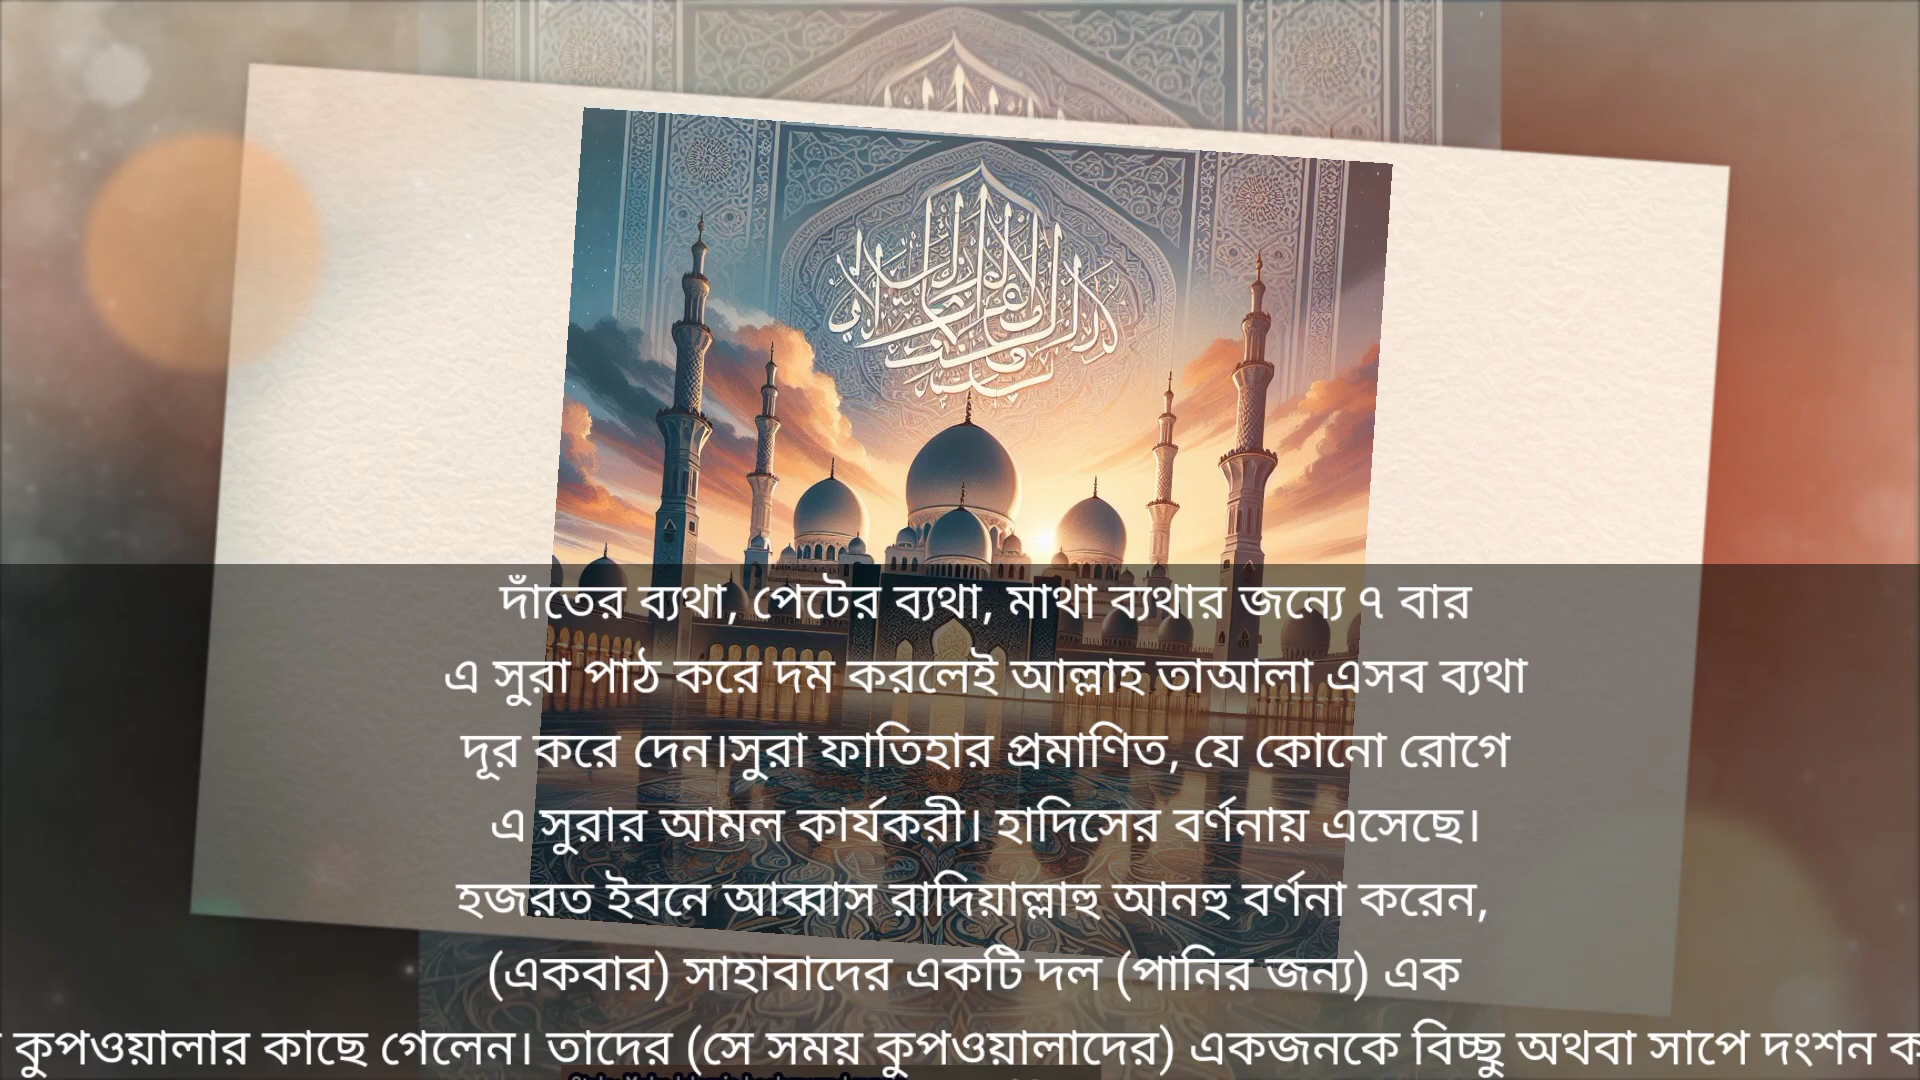 দাঁতের ব্যথা, পেটের ব্যথা, মাথা ব্যথার জন্যে ৭ বার
এ সুরা পাঠ করে দম করলেই আল্লাহ তাআলা এসব ব্যথা
দূর করে দেন।সুরা ফাতিহার প্রমাণিত, যে কোনো রোগে
এ সুরার আমল কার্যকরী। হাদিসের বর্ণনায় এসেছে।
হজরত ইবনে আব্বাস রাদিয়াল্লাহু আনহু বর্ণনা করেন,
(একবার) সাহাবাদের একটি দল (পানির জন্য) এক
কুপওয়ালার কাছে গেলেন। তাদের (সে সময় কুপওয়ালাদের) একজনকে বিচ্ছু অথবা সাপে দংশন